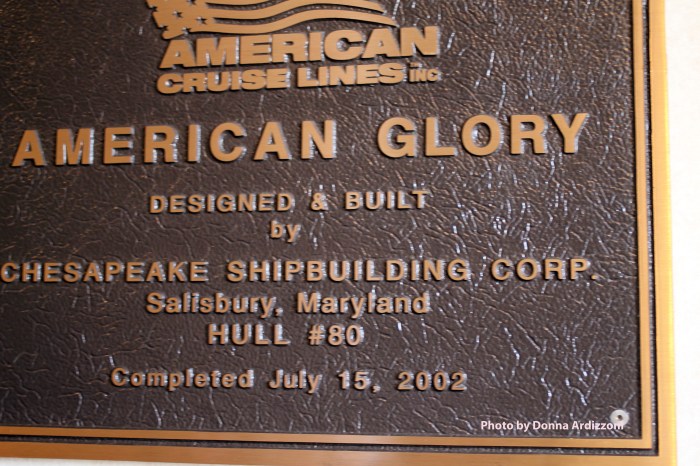 AMERICAN
CRUISE LINES INC
AMERICAN GLORY
DESIGNED & BUILT
by
CHESAPEAKE SHIPBUILDING CORP.
Salisbury, Maryland
HULL #80
Completed July 15, 2002
Photo by Donna Ardizzoni